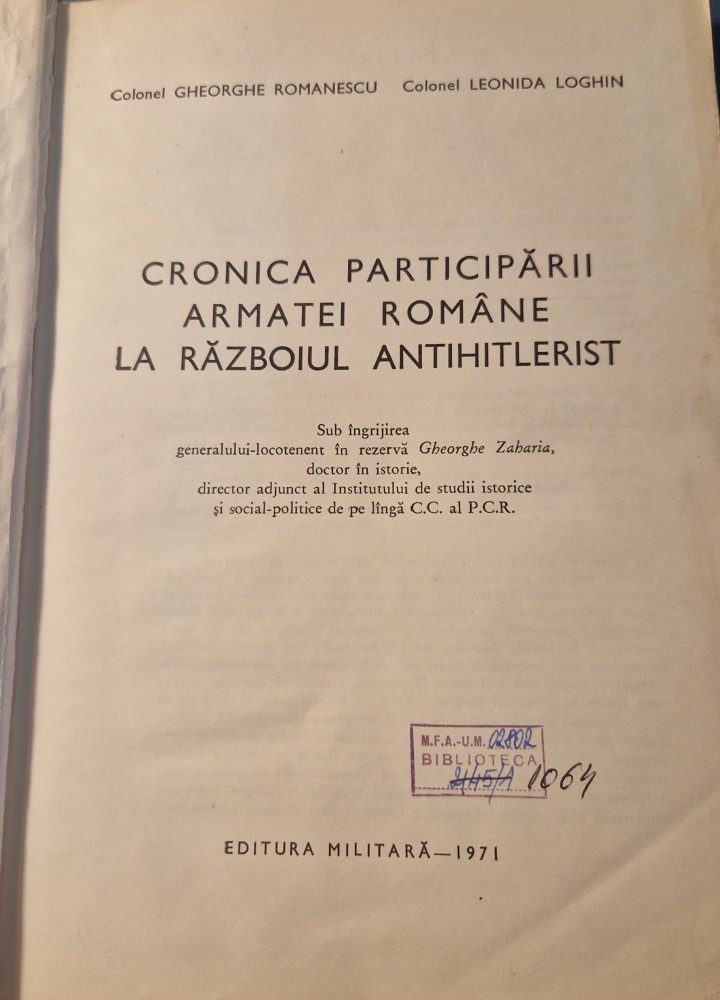 Colonel GHEORGHE ROMANESCU Colonel LEONIDA LOGHIN
CRONICA PARTICIPĂRII
ARMATEI ROMÂNE
LA RĂZBOIUL ANTIHITLERIST
Sub îngrijirea
generalului-locotenent în rezervă Gheorghe Zaharia,
doctor în istorie,
director adjunct al Institutului de studii istorice
și social-politice de pe lîngă C.C. al P.C.R.
M.F.A.-U.M. 02802
BIBLIOTECA
1064
EDITURA MILITARĂ—1971